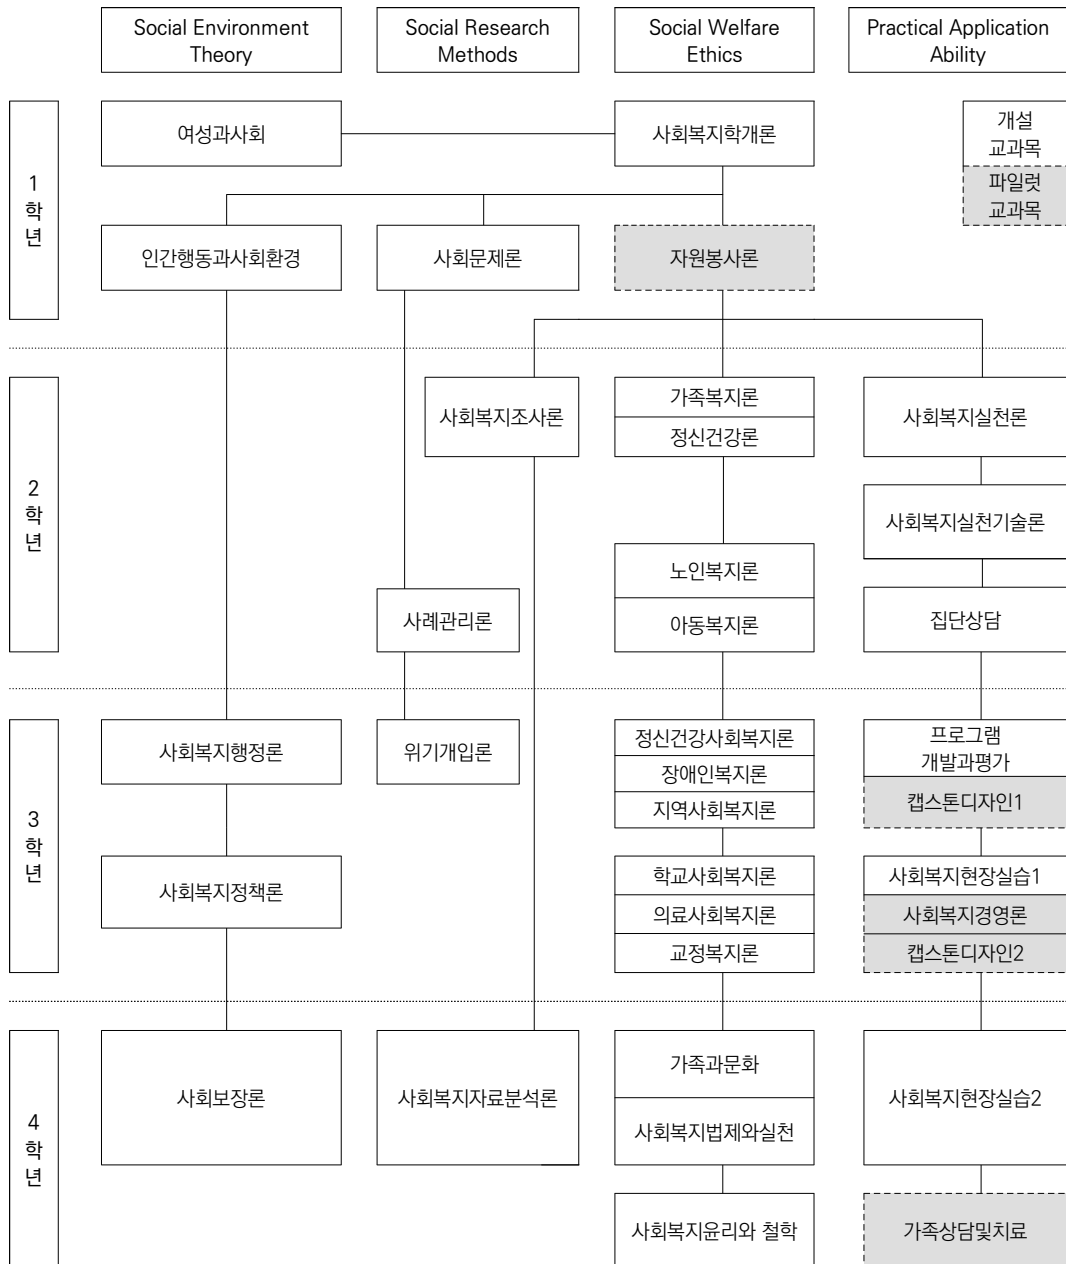 Social Environment
Theory
Social Research
Methods
Social Welfare
Ethics
Practical Application
Ability
1
학
년
여성과사회
사회복지학개론
개설
교과목
파일럿
교과목
인간행동과사회환경
사회문제론
자원봉사론
2
학
년
사회복지조사론
가족복지론
정신건강론
사회복지실천론
사회복지실천기술론
노인복지론
아동복지론
사례관리론
집단상담
3
학
년
사회복지행정론
위기개입론
정신건강사회복지론
장애인복지론
지역사회복지론
프로그램
개발과평가
캡스톤디자인1
사회복지정책론
학교사회복지론
의료사회복지론
교정복지론
사회복지현장실습1
사회복지경영론
캡스톤디자인2
4
학
년
사회보장론
사회복지자료분석론
가족과문화
사회복지법제와실천
사회복지현장실습2
사회복지윤리와 철학
가족상담및치료